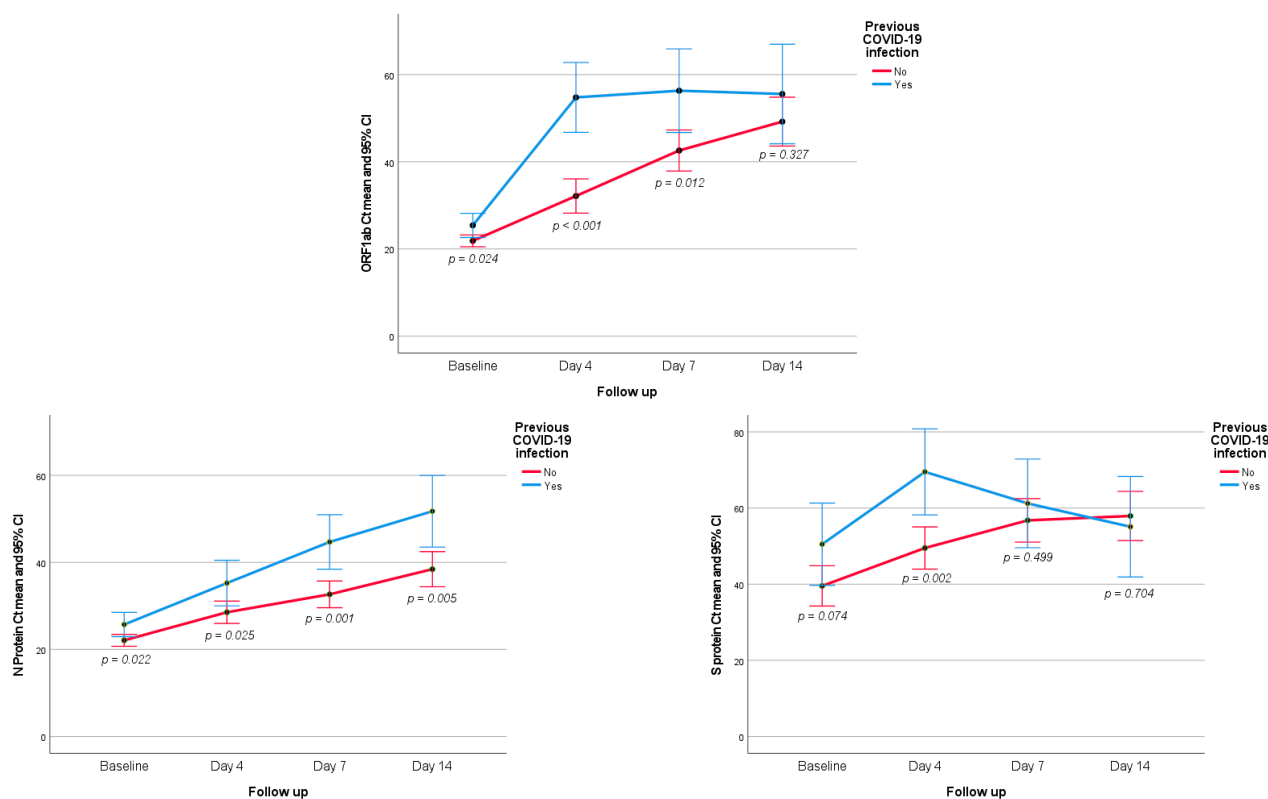 Previous
COVID-19
infection
No
Yes
ORF1ab Ct mean and 95% CI
60
40
20
0
p = 0.024
p < 0.001
p = 0.012
p = 0.327
Baseline
Day 4
Day 7
Day 14
Follow up
Previous
COVID-19
infection
No
Yes
N Protein Ct mean and 95% CI
60
40
20
0
p = 0.022
p = 0.025
p = 0.001
p = 0.005
Baseline
Day 4
Day 7
Day 14
Follow up
Previous
COVID-19
infection
No
Yes
S protein Ct mean and 95% CI
80
60
40
20
0
p = 0.074
p = 0.002
p = 0.499
p = 0.704
Baseline
Day 4
Day 7
Day 14
Follow up